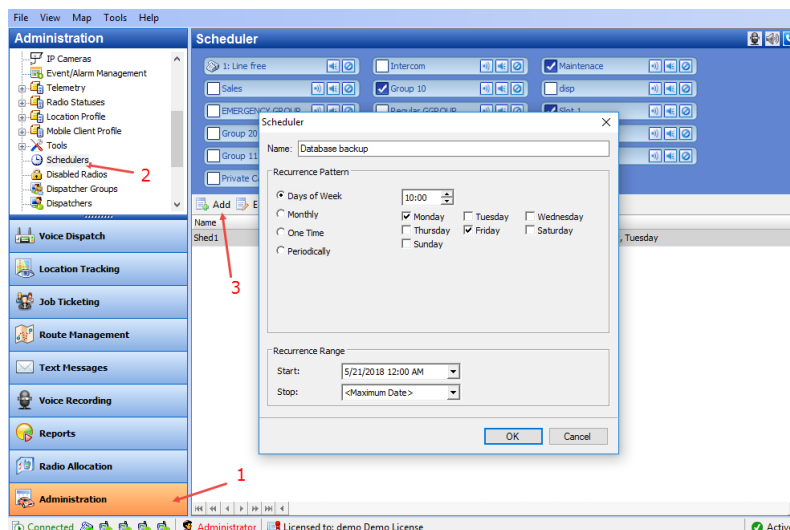 File View Map Tools Help
Administration
Scheduler
IP Cameras
Event/Alarm Management
Telemetry
Radio Statuses
Location Profile
Mobile Client Profile
Tools
Schedulers
Disabled Radios
Dispatcher Groups
Dispatchers
2
1: Line free
Intercom
Maintenace
Sales
Group 10
disp
EMERGENCY GROUP
Regular GGROUP
Slot 1
Group 20
Group 11
Private
Add
Name
Shed1
, Tuesday
3
Scheduler
Name: Database backup
Recurrence Pattern
Days of Week
10:00
Monthly
Monday Tuesday Wednesday
One Time
Thursday Friday Saturday
Periodically
Sunday
Recurrence Range
Start: 5/21/2018 12:00 AM
Stop: <Maximum Date>
OK Cancel
Voice Dispatch
Location Tracking
Job Ticketing
Route Management
Text Messages
Voice Recording
Reports
Radio Allocation
1
Administration
Connected
Administrator
Licensed to: demo Demo License